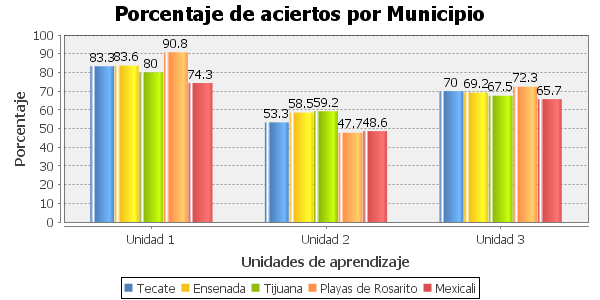 Porcentaje de aciertos por Municipio
Porcentaje
100
90
80
70
60
50
40
30
20
10
0
83.3 83.6 80 90.8 74.3
53.3 58.5 59.2 47.7 48.6
70 69.2 67.5 72.3 65.7
Unidad 1 Unidad 2 Unidad 3
Unidades de aprendizaje
Tecate Ensenada Tijuana Playas de Rosarito Mexicali